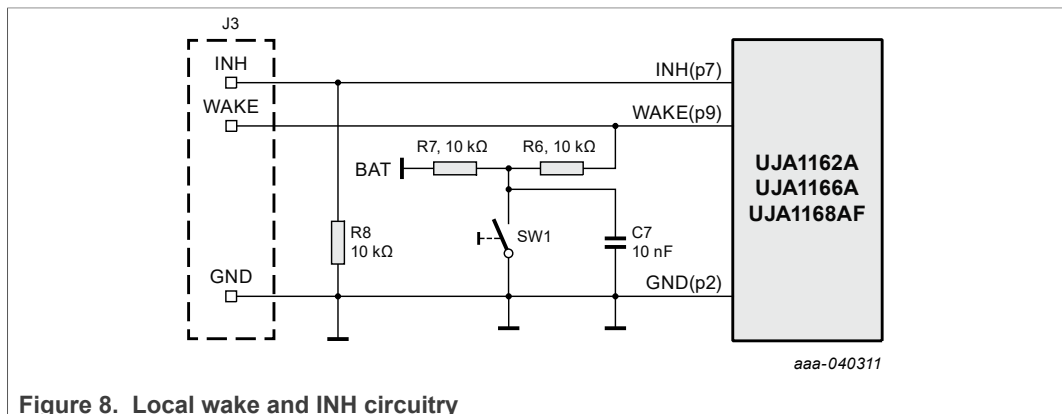 J3
INH
INH(p7)
WAKE
WAKE(p9)
R7, 10 kΩ
R6, 10 kΩ
BAT
UJA1162A
UJA1166A
UJA1168AF
R8
10 kΩ
SW1
C7
10 nF
GND
GND(p2)
aaa-040311
Figure 8. Local wake and INH circuitry